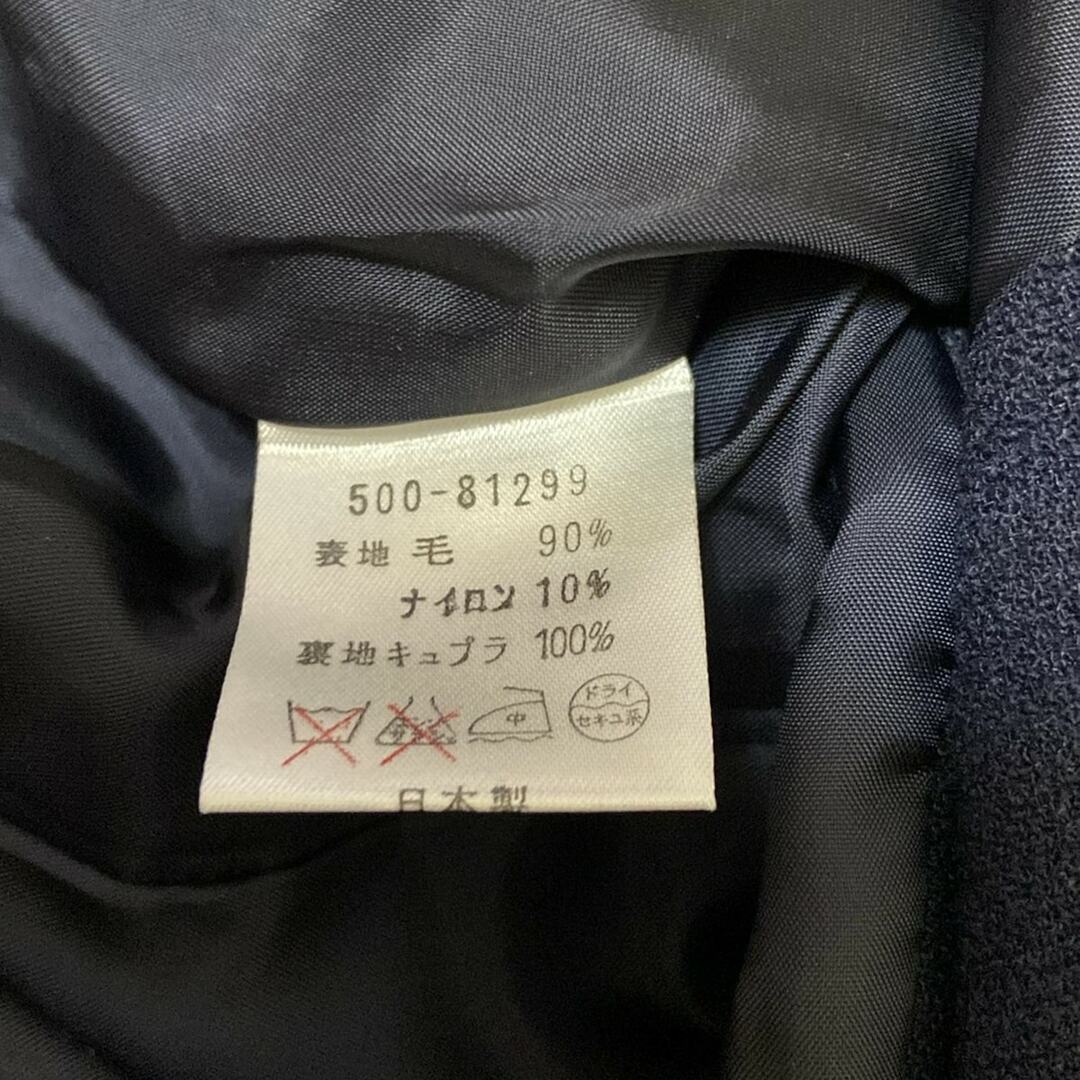 500-81299
表地 毛 90%
ナイロン 10%
裏地 キュプラ 100%
中
ドライ
セキユ系
日本製